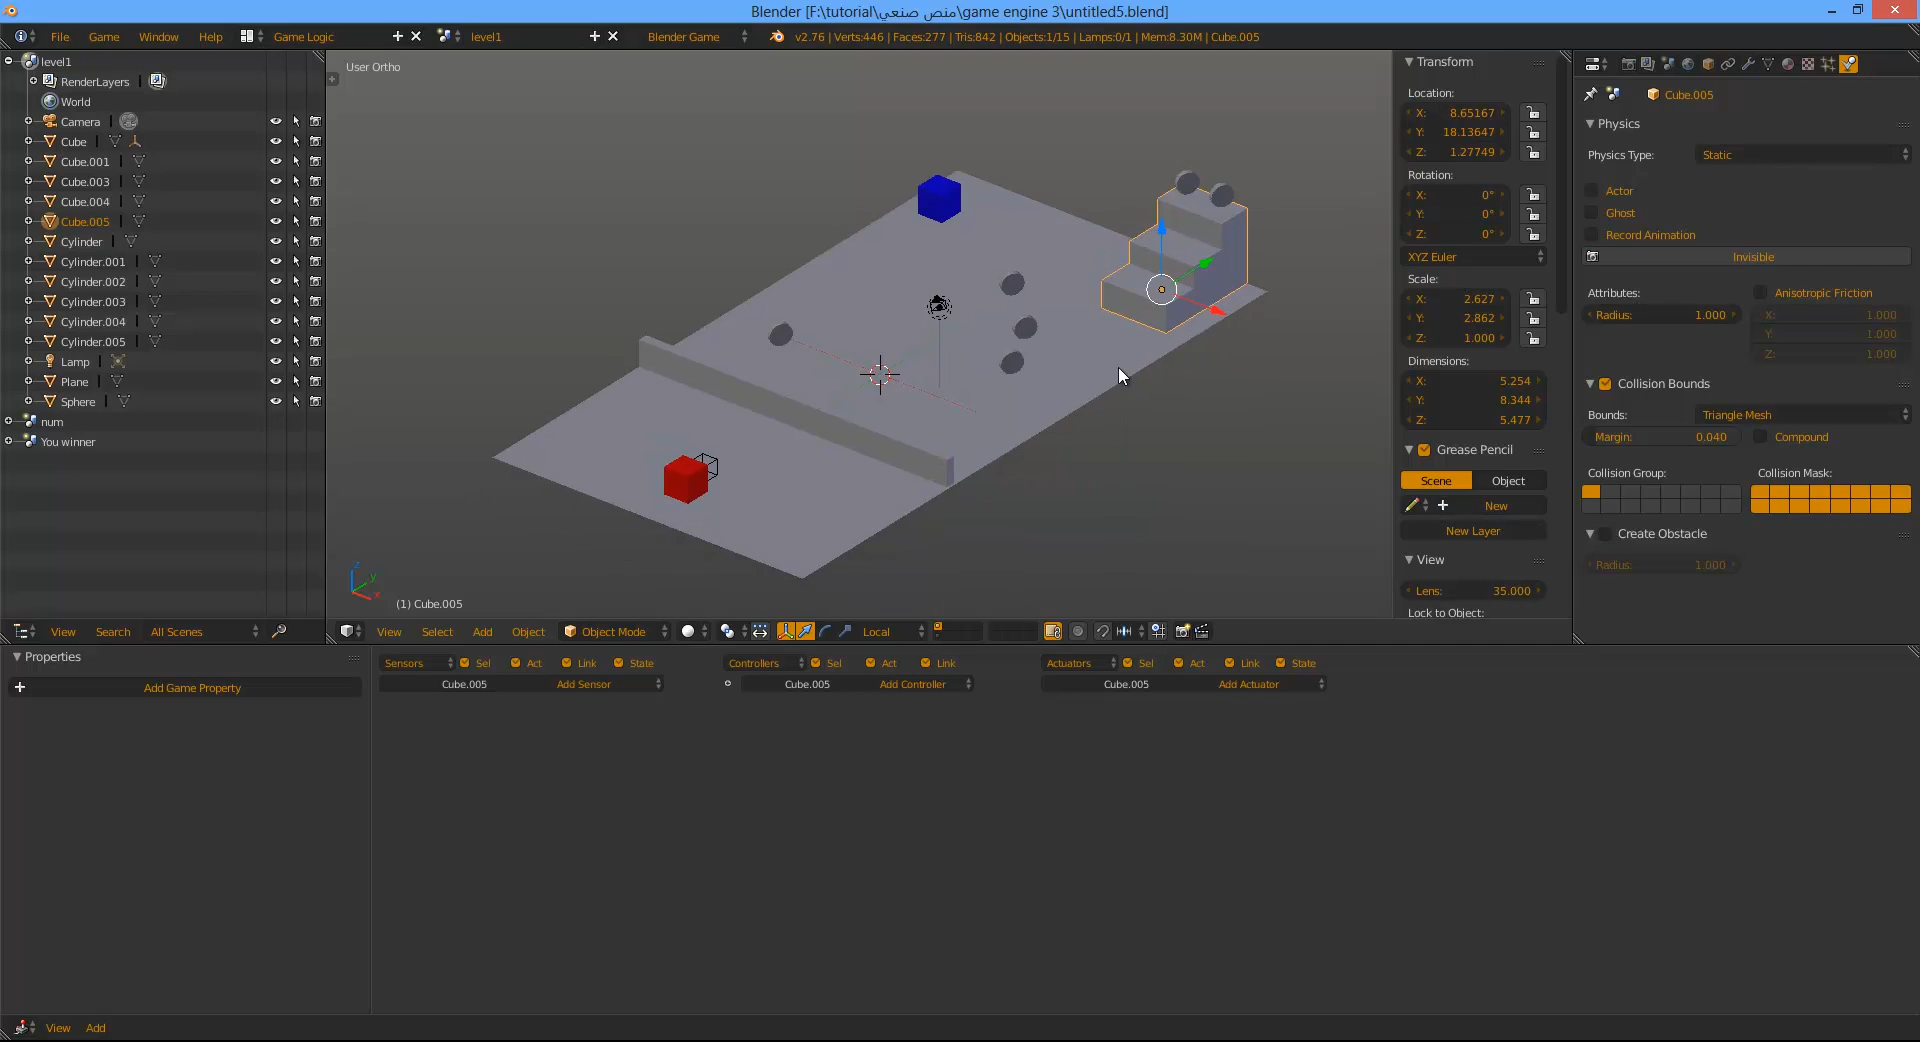 Blender [F:\tutorial\منص صنعي\game engine 3\untitled5.blend]
File Game Window Help Game Logic level1 Blender Game v2.76 | Verts:446 | Faces:277 | Tris:842 | Objects:1/15 | Lamps:0/1 | Mem:8.30M | Cube.005
level1
RenderLayers |
World
Camera |
Cube |
Cube.001 |
Cube.003 |
Cube.004 |
Cube.005 |
Cylinder |
Cylinder.001 |
Cylinder.002 |
Cylinder.003 |
Cylinder.004 |
Cylinder.005 |
Lamp |
Plane |
Sphere |
num
You winner
View Search All Scenes
User Ortho
z
y
x
(1) Cube.005
View Select Add Object Object Mode Local
Transform
Location:
X: 8.65167
Y: 18.13647
Z: 1.27749
Rotation:
X: 0°
Y: 0°
Z: 0°
XYZ Euler
Scale:
X: 2.627
Y: 2.862
Z: 1.000
Dimensions:
X: 5.254
Y: 8.344
Z: 5.477
Grease Pencil
Scene Object
New
New Layer
View
Lens: 35.000
Lock to Object:
Cube.005
Physics
Physics Type: Static
Actor
Ghost
Record Animation
Invisible
Attributes: Anisotropic Friction
Radius: 1.000 X: 1.000
Y: 1.000
Z: 1.000
Collision Bounds
Bounds: Triangle Mesh
Margin: 0.040 Compound
Collision Group: Collision Mask:
Create Obstacle
Radius: 1.000
Properties
Add Game Property
Sensors Sel Act Link State Controllers Sel Act Link Actuators Sel Act Link State
Cube.005 Add Sensor Cube.005 Add Controller Cube.005 Add Actuator
View Add